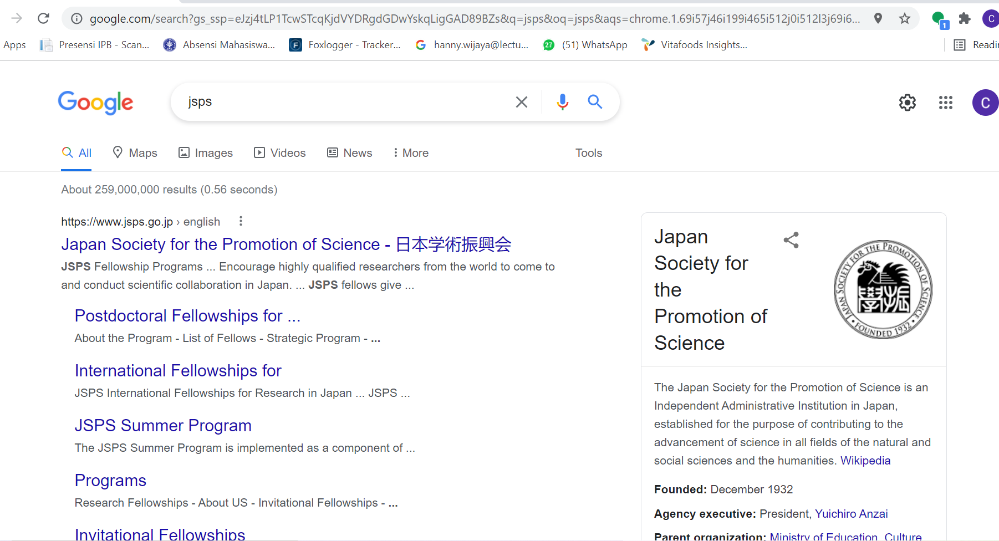 google.com/search?gs_ssp=eJzj4tLP1TcwSTcqKjdVYDRgdGDwYskqLigGAD89BZs&q=jsps&oq=jsps&aqs=chrome.1.69i57j46i199i465i512j0i512l3j69i6...
1
C
Apps
Presensi IPB - Scan...
Absensi Mahasiswa...
Foxlogger - Tracker...
hanny.wijaya@lectu...
27
(51) WhatsApp
Vitafoods Insights...
Readi
Google
jsps
C
All
Maps
Images
Videos
News
More
Tools
About 259,000,000 results (0.56 seconds)
https://www.jsps.go.jp › english
Japan Society for the Promotion of Science - 日本学術振興会
JSPS Fellowship Programs ... Encourage highly qualified researchers from the world to come to
and conduct scientific collaboration in Japan. ... JSPS fellows give ...
Postdoctoral Fellowships for ...
About the Program - List of Fellows - Strategic Program - ...
International Fellowships for
JSPS International Fellowships for Research in Japan ... JSPS ...
JSPS Summer Program
The JSPS Summer Program is implemented as a component of ...
Programs
Research Fellowships - About US - Invitational Fellowships - ...
Invitational Fellowships
Japan
Society for
the
Promotion of
Science
JAPAN SOCIETY FOR THE PROMOTION OF SCIENCE
學振
FOUNDED 1932
The Japan Society for the Promotion of Science is an
Independent Administrative Institution in Japan,
established for the purpose of contributing to the
advancement of science in all fields of the natural and
social sciences and the humanities. Wikipedia
Founded: December 1932
Agency executive: President, Yuichiro Anzai
Parent organization: Ministry of Education, Culture,